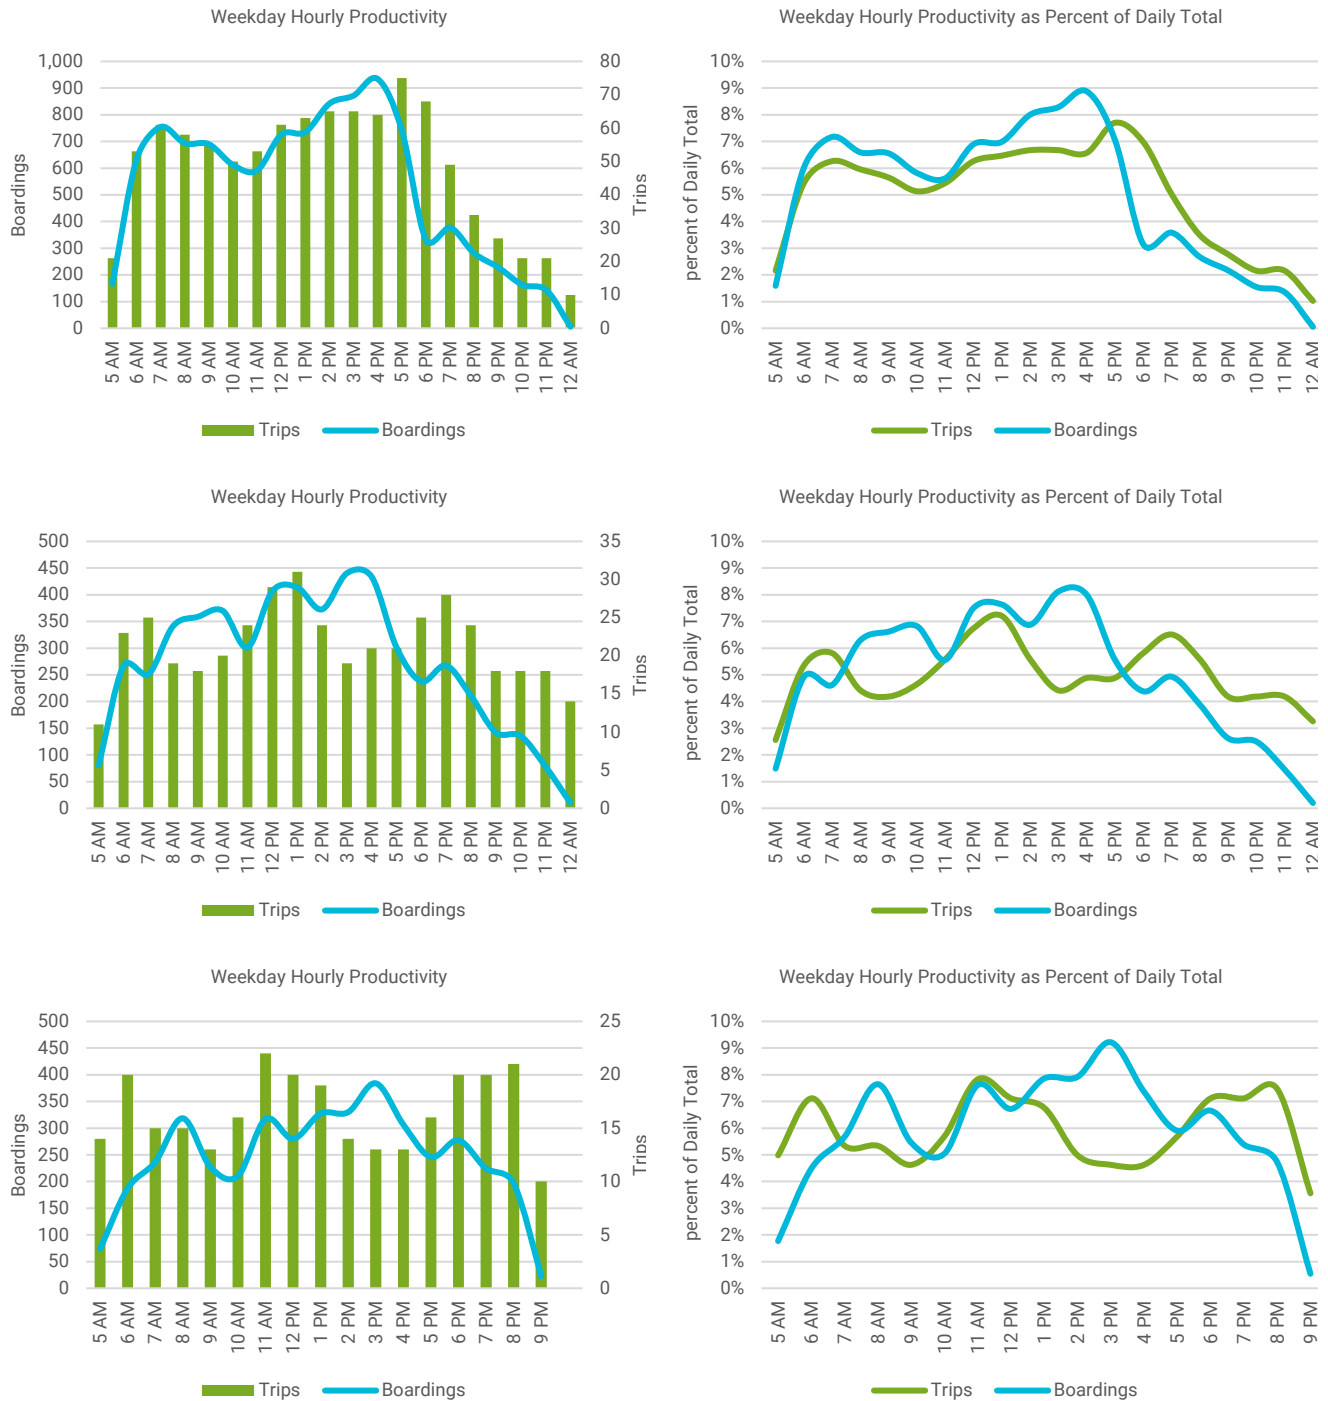 Weekday Hourly Productivity
Boardings
1,000
900
800
700
600
500
400
300
200
100
0
80
70
60
50
40
30
20
10
0
Trips
5 AM
6 AM
7 AM
8 AM
9 AM
10 AM
11 AM
12 PM
1 PM
2 PM
3 PM
4 PM
5 PM
6 PM
7 PM
8 PM
9 PM
10 PM
11 PM
12 AM
Trips Boardings
Weekday Hourly Productivity as Percent of Daily Total
percent of Daily Total
10%
9%
8%
7%
6%
5%
4%
3%
2%
1%
0%
5 AM
6 AM
7 AM
8 AM
9 AM
10 AM
11 AM
12 PM
1 PM
2 PM
3 PM
4 PM
5 PM
6 PM
7 PM
8 PM
9 PM
10 PM
11 PM
12 AM
Trips Boardings
Weekday Hourly Productivity
Boardings
500
450
400
350
300
250
200
150
100
50
0
35
30
25
20
15
10
5
0
Trips
5 AM
6 AM
7 AM
8 AM
9 AM
10 AM
11 AM
12 PM
1 PM
2 PM
3 PM
4 PM
5 PM
6 PM
7 PM
8 PM
9 PM
10 PM
11 PM
12 AM
Trips Boardings
Weekday Hourly Productivity as Percent of Daily Total
percent of Daily Total
10%
9%
8%
7%
6%
5%
4%
3%
2%
1%
0%
5 AM
6 AM
7 AM
8 AM
9 AM
10 AM
11 AM
12 PM
1 PM
2 PM
3 PM
4 PM
5 PM
6 PM
7 PM
8 PM
9 PM
10 PM
11 PM
12 AM
Trips Boardings
Weekday Hourly Productivity
Boardings
500
450
400
350
300
250
200
150
100
50
0
25
20
15
10
5
0
Trips
5 AM
6 AM
7 AM
8 AM
9 AM
10 AM
11 AM
12 PM
1 PM
2 PM
3 PM
4 PM
5 PM
6 PM
7 PM
8 PM
9 PM
Trips Boardings
Weekday Hourly Productivity as Percent of Daily Total
percent of Daily Total
10%
9%
8%
7%
6%
5%
4%
3%
2%
1%
0%
5 AM
6 AM
7 AM
8 AM
9 AM
10 AM
11 AM
12 PM
1 PM
2 PM
3 PM
4 PM
5 PM
6 PM
7 PM
8 PM
9 PM
Trips Boardings